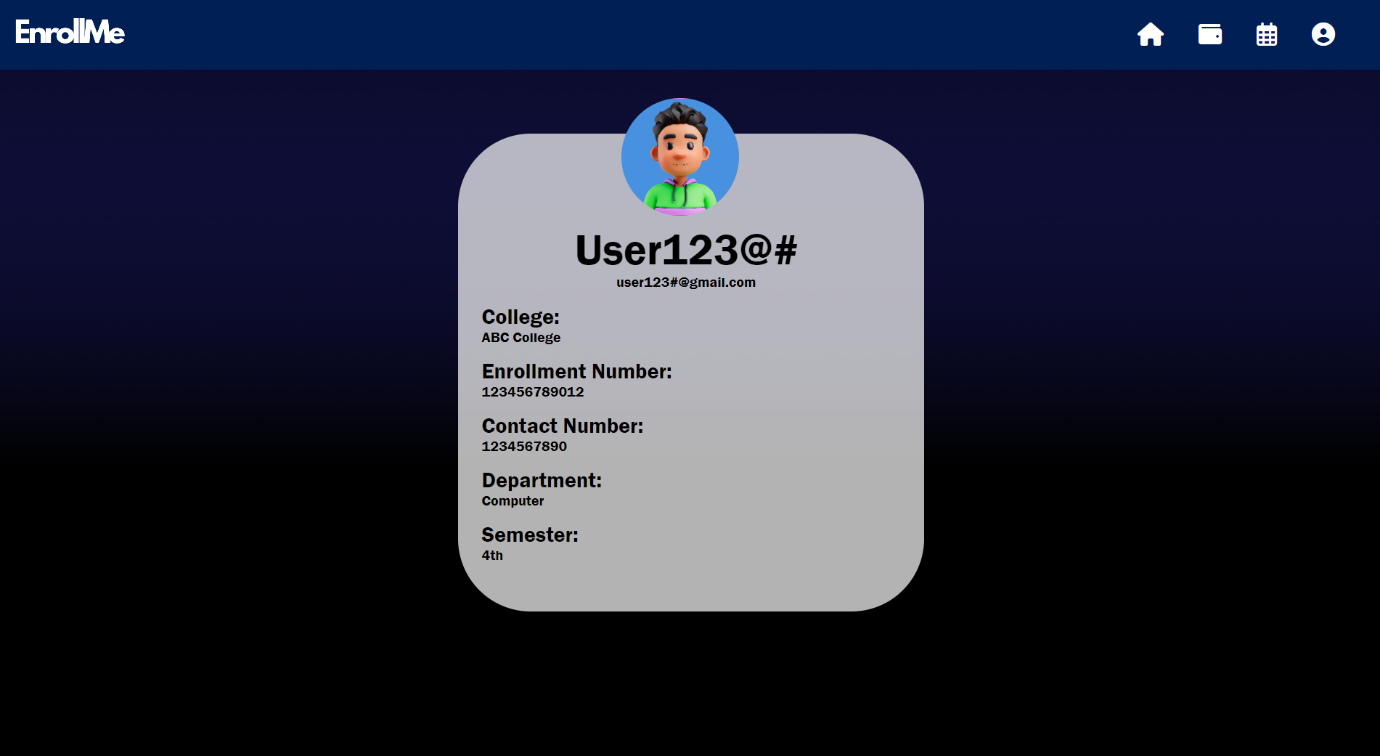 EnrollMe
User123@#
user123#@gmail.com
College:
ABC College
Enrollment Number:
123456789012
Contact Number:
1234567890
Department:
Computer
Semester:
4th